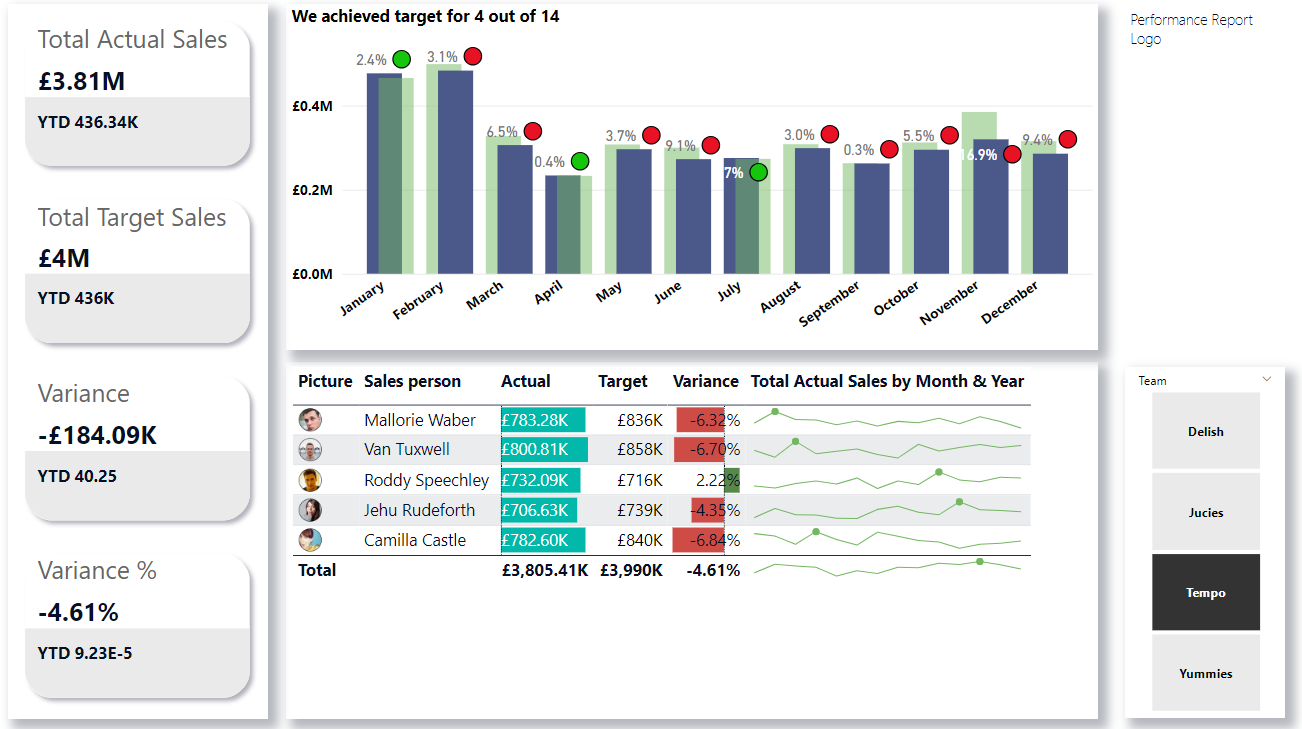 Total Actual Sales
£3.81M
YTD 436.34K
Total Target Sales
£4M
YTD 436K
Variance
-£184.09K
YTD 40.25
Variance %
-4.61%
YTD 9.23E-5
We achieved target for 4 out of 14
£0.4M
£0.2M
£0.0M
2.4%
3.1%
6.5%
0.4%
3.7%
9.1%
7%
3.0%
0.3%
5.5%
16.9%
9.4%
January
February
March
April
May
June
July
August
September
October
November
December
Picture Sales person Actual Target Variance Total Actual Sales by Month & Year
Mallorie Waber £783.28K £836K -6.32%
Van Tuxwell £800.81K £858K -6.70%
Roddy Speechley £732.09K £716K 2.22%
Jehu Rudeforth £706.63K £739K -4.35%
Camilla Castle £782.60K £840K -6.84%
Total £3,805.41K £3,990K -4.61%
Performance Report
Logo
Team
Delish
Jucies
Tempo
Yummies